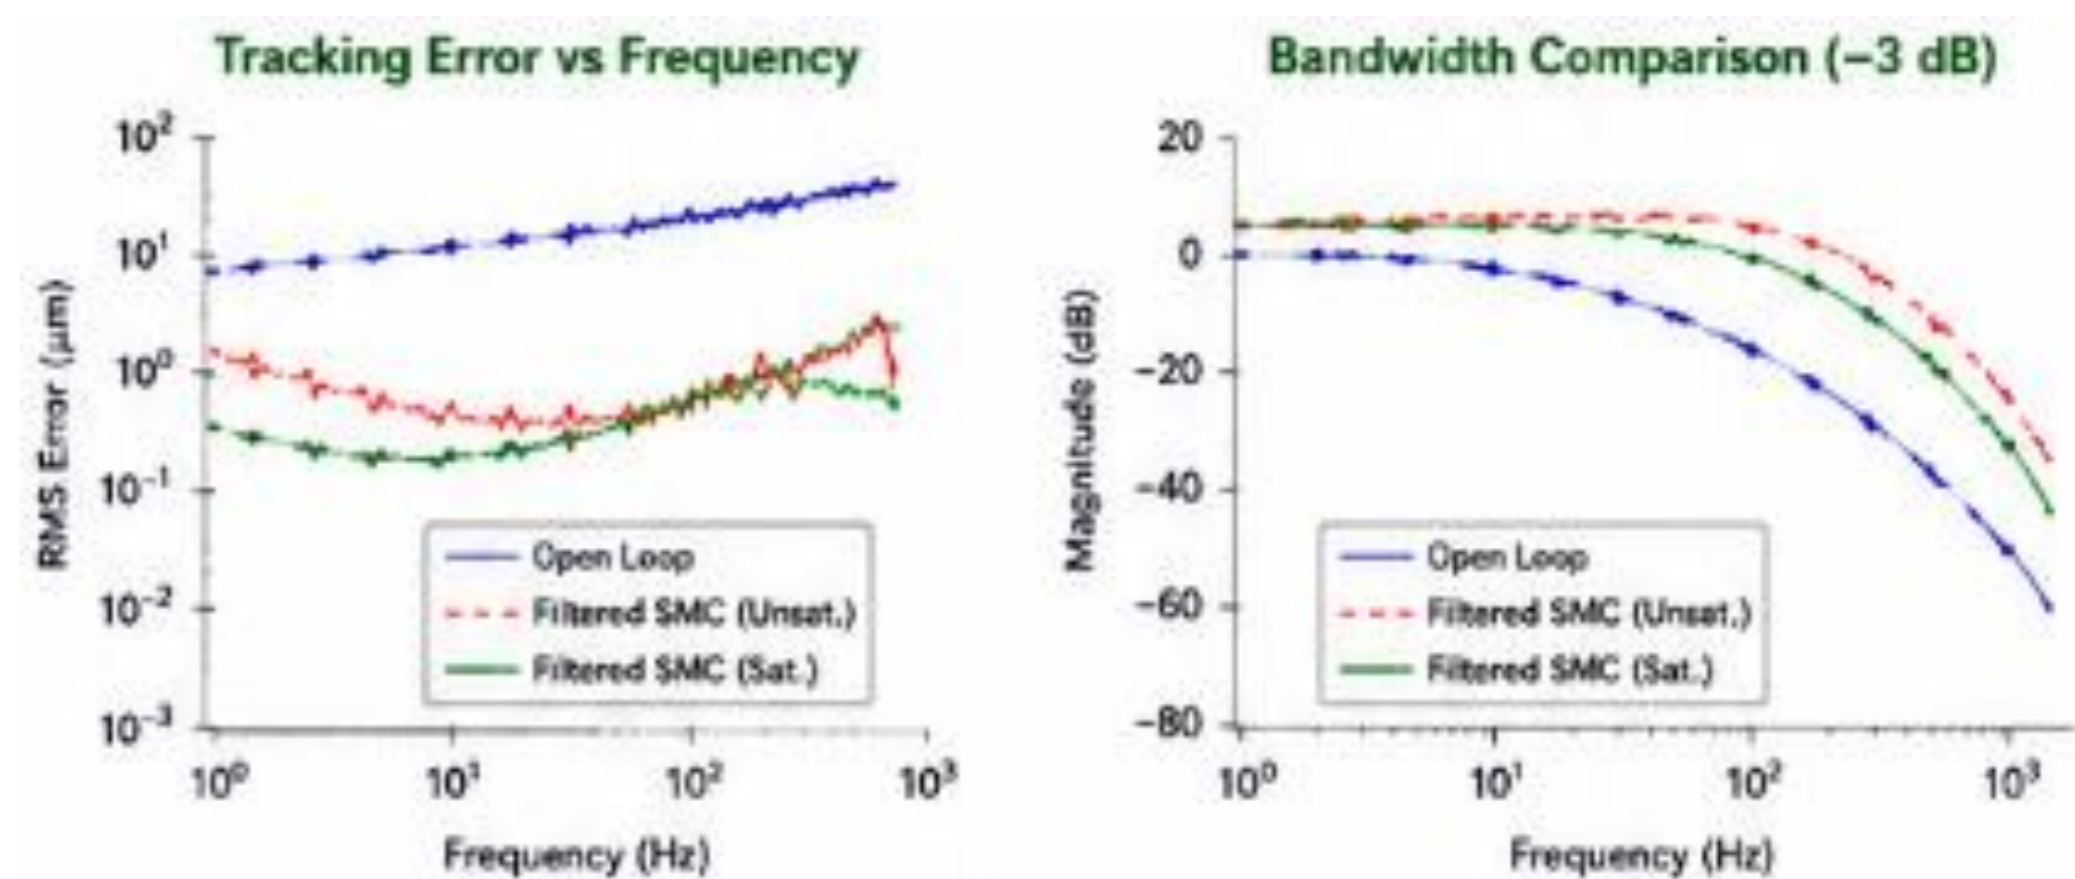 Tracking Error vs Frequency
RMS Error (μm)
10²
10¹
10⁰
10⁻¹
10⁻²
10⁻³
Open Loop
Filtered SMC (Unsat.)
Filtered SMC (Sat.)
10⁰ 10¹ 10² 10³
Frequency (Hz)
Bandwidth Comparison (−3 dB)
Magnitude (dB)
20
0
−20
−40
−60
−80
Open Loop
Filtered SMC (Unsat.)
Filtered SMC (Sat.)
10⁰ 10¹ 10² 10³
Frequency (Hz)